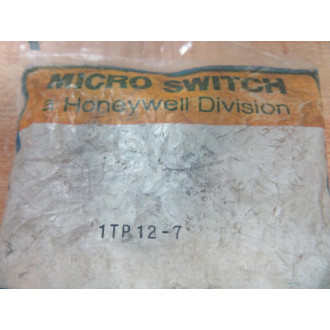 MICRO SWITCH
a Honeywell Division
1TP12-7